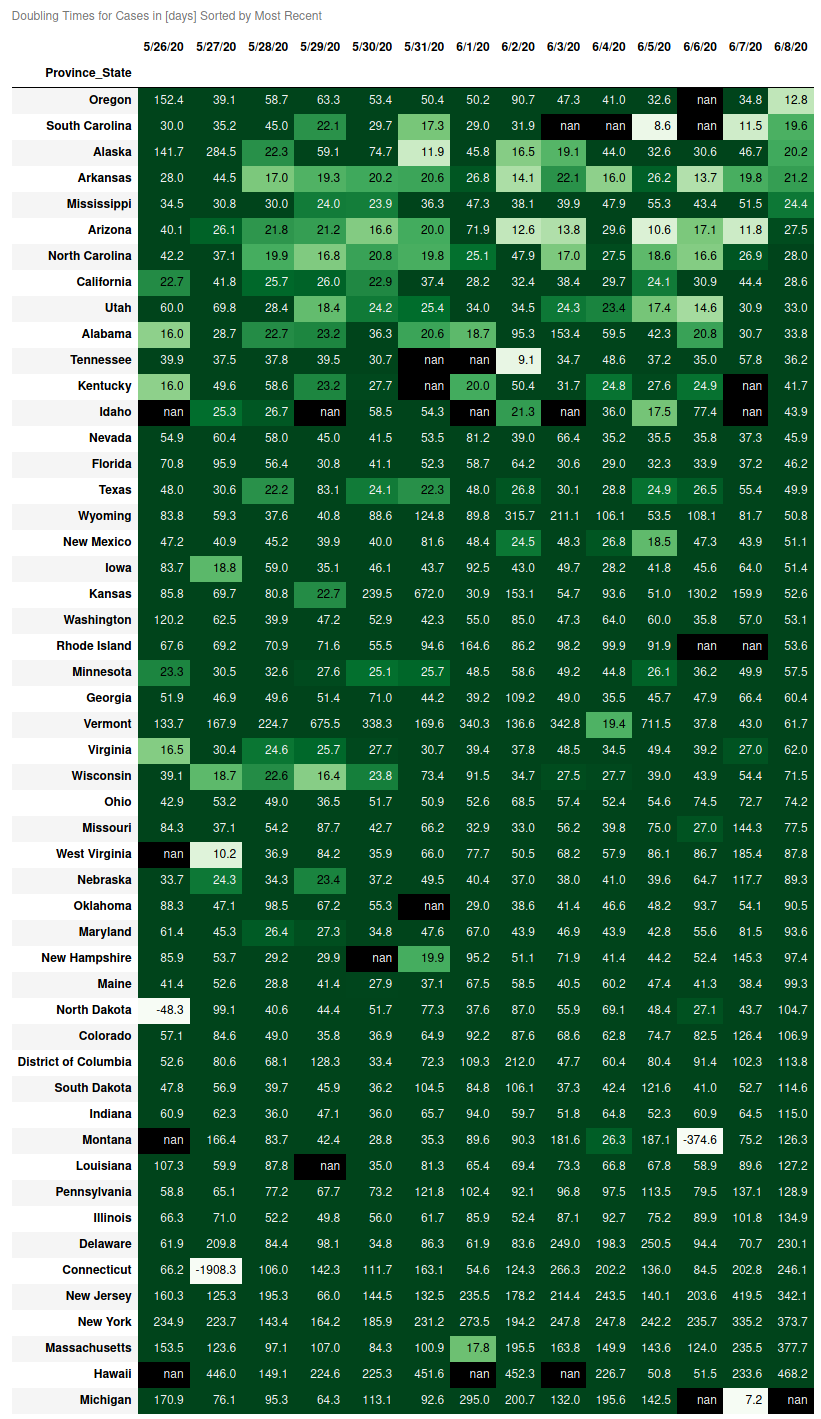 Doubling Times for Cases in [days] Sorted by Most Recent
5/26/20 5/27/20 5/28/20 5/29/20 5/30/20 5/31/20 6/1/20 6/2/20 6/3/20 6/4/20 6/5/20 6/6/20 6/7/20 6/8/20
Province_State
Oregon 152.4 39.1 58.7 63.3 53.4 50.4 50.2 90.7 47.3 41.0 32.6 nan 34.8 12.8
South Carolina 30.0 35.2 45.0 22.1 29.7 17.3 29.0 31.9 nan nan 8.6 nan 11.5 19.6
Alaska 141.7 284.5 22.3 59.1 74.7 11.9 45.8 16.5 19.1 44.0 32.6 30.6 46.7 20.2
Arkansas 28.0 44.5 17.0 19.3 20.2 20.6 26.8 14.1 22.1 16.0 26.2 13.7 19.8 21.2
Mississippi 34.5 30.8 30.0 24.0 23.9 36.3 47.3 38.1 39.9 47.9 55.3 43.4 51.5 24.4
Arizona 40.1 26.1 21.8 21.2 16.6 20.0 71.9 12.6 13.8 29.6 10.6 17.1 11.8 27.5
North Carolina 42.2 37.1 19.9 16.8 20.8 19.8 25.1 47.9 17.0 27.5 18.6 16.6 26.9 28.0
California 22.7 41.8 25.7 26.0 22.9 37.4 28.2 32.4 38.4 29.7 24.1 30.9 44.4 28.6
Utah 60.0 69.8 28.4 18.4 24.2 25.4 34.0 34.5 24.3 23.4 17.4 14.6 30.9 33.0
Alabama 16.0 28.7 22.7 23.2 36.3 20.6 18.7 95.3 153.4 59.5 42.3 20.8 30.7 33.8
Tennessee 39.9 37.5 37.8 39.5 30.7 nan nan 9.1 34.7 48.6 37.2 35.0 57.8 36.2
Kentucky 16.0 49.6 58.6 23.2 27.7 nan 20.0 50.4 31.7 24.8 27.6 24.9 nan 41.7
Idaho nan 25.3 26.7 nan 58.5 54.3 nan 21.3 nan 36.0 17.5 77.4 nan 43.9
Nevada 54.9 60.4 58.0 45.0 41.5 53.5 81.2 39.0 66.4 35.2 35.5 35.8 37.3 45.9
Florida 70.8 95.9 56.4 30.8 41.1 52.3 58.7 64.2 30.6 29.0 32.3 33.9 37.2 46.2
Texas 48.0 30.6 22.2 83.1 24.1 22.3 48.0 26.8 30.1 28.8 24.9 26.5 55.4 49.9
Wyoming 83.8 59.3 37.6 40.8 88.6 124.8 89.8 315.7 211.1 106.1 53.5 108.1 81.7 50.8
New Mexico 47.2 40.9 45.2 39.9 40.0 81.6 48.4 24.5 48.3 26.8 18.5 47.3 43.9 51.1
Iowa 83.7 18.8 59.0 35.1 46.1 43.7 92.5 43.0 49.7 28.2 41.8 45.6 64.0 51.4
Kansas 85.8 69.7 80.8 22.7 239.5 672.0 30.9 153.1 54.7 93.6 51.0 130.2 159.9 52.6
Washington 120.2 62.5 39.9 47.2 52.9 42.3 55.0 85.0 47.3 64.0 60.0 35.8 57.0 53.1
Rhode Island 67.6 69.2 70.9 71.6 55.5 94.6 164.6 86.2 98.2 99.9 91.9 nan nan 53.6
Minnesota 23.3 30.5 32.6 27.6 25.1 25.7 48.5 58.6 49.2 44.8 26.1 36.2 49.9 57.5
Georgia 51.9 46.9 49.6 51.4 71.0 44.2 39.2 109.2 49.0 35.5 45.7 47.9 66.4 60.4
Vermont 133.7 167.9 224.7 675.5 338.3 169.6 340.3 136.6 342.8 19.4 711.5 37.8 43.0 61.7
Virginia 16.5 30.4 24.6 25.7 27.7 30.7 39.4 37.8 48.5 34.5 49.4 39.2 27.0 62.0
Wisconsin 39.1 18.7 22.6 16.4 23.8 73.4 91.5 34.7 27.5 27.7 39.0 43.9 54.4 71.5
Ohio 42.9 53.2 49.0 36.5 51.7 50.9 52.6 68.5 57.4 52.4 54.6 74.5 72.7 74.2
Missouri 84.3 37.1 54.2 87.7 42.7 66.2 32.9 33.0 56.2 39.8 75.0 27.0 144.3 77.5
West Virginia nan 10.2 36.9 84.2 35.9 66.0 77.7 50.5 68.2 57.9 86.1 86.7 185.4 87.8
Nebraska 33.7 24.3 34.3 23.4 37.2 49.5 40.4 37.0 38.0 41.0 39.6 64.7 117.7 89.3
Oklahoma 88.3 47.1 98.5 67.2 55.3 nan 29.0 38.6 41.4 46.6 48.2 93.7 54.1 90.5
Maryland 61.4 45.3 26.4 27.3 34.8 47.6 67.0 43.9 46.9 43.9 42.8 55.6 81.5 93.6
New Hampshire 85.9 53.7 29.2 29.9 nan 19.9 95.2 51.1 71.9 41.4 44.2 52.4 145.3 97.4
Maine 41.4 52.6 28.8 41.4 27.9 37.1 67.5 58.5 40.5 60.2 47.4 41.3 38.4 99.3
North Dakota -48.3 99.1 40.6 44.4 51.7 77.3 37.6 87.0 55.9 69.1 48.4 27.1 43.7 104.7
Colorado 57.1 84.6 49.0 35.8 36.9 64.9 92.2 87.6 68.6 62.8 74.7 82.5 126.4 106.9
District of Columbia 52.6 80.6 68.1 128.3 33.4 72.3 109.3 212.0 47.7 60.4 80.4 91.4 102.3 113.8
South Dakota 47.8 56.9 39.7 45.9 36.2 104.5 84.8 106.1 37.3 42.4 121.6 41.0 52.7 114.6
Indiana 60.9 62.3 36.0 47.1 36.0 65.7 94.0 59.7 51.8 64.8 52.3 60.9 64.5 115.0
Montana nan 166.4 83.7 42.4 28.8 35.3 89.6 90.3 181.6 26.3 187.1 -374.6 75.2 126.3
Louisiana 107.3 59.9 87.8 nan 35.0 81.3 65.4 69.4 73.3 66.8 67.8 58.9 89.6 127.2
Pennsylvania 58.8 65.1 77.2 67.7 73.2 121.8 102.4 92.1 96.8 97.5 113.5 79.5 137.1 128.9
Illinois 66.3 71.0 52.2 49.8 56.0 61.7 85.9 52.4 87.1 92.7 75.2 89.9 101.8 134.9
Delaware 61.9 209.8 84.4 98.1 34.8 86.3 61.9 83.6 249.0 198.3 250.5 94.4 70.7 230.1
Connecticut 66.2 -1908.3 106.0 142.3 111.7 163.1 54.6 124.3 266.3 202.2 136.0 84.5 202.8 246.1
New Jersey 160.3 125.3 195.3 66.0 144.5 132.5 235.5 178.2 214.4 243.5 140.1 203.6 419.5 342.1
New York 234.9 223.7 143.4 164.2 185.9 231.2 273.5 194.2 247.8 247.8 242.2 235.7 335.2 373.7
Massachusetts 153.5 123.6 97.1 107.0 84.3 100.9 17.8 195.5 163.8 149.9 143.6 124.0 235.5 377.7
Hawaii nan 446.0 149.1 224.6 225.3 451.6 nan 452.3 nan 226.7 50.8 51.5 233.6 468.2
Michigan 170.9 76.1 95.3 64.3 113.1 92.6 295.0 200.7 132.0 195.6 142.5 nan 7.2 nan